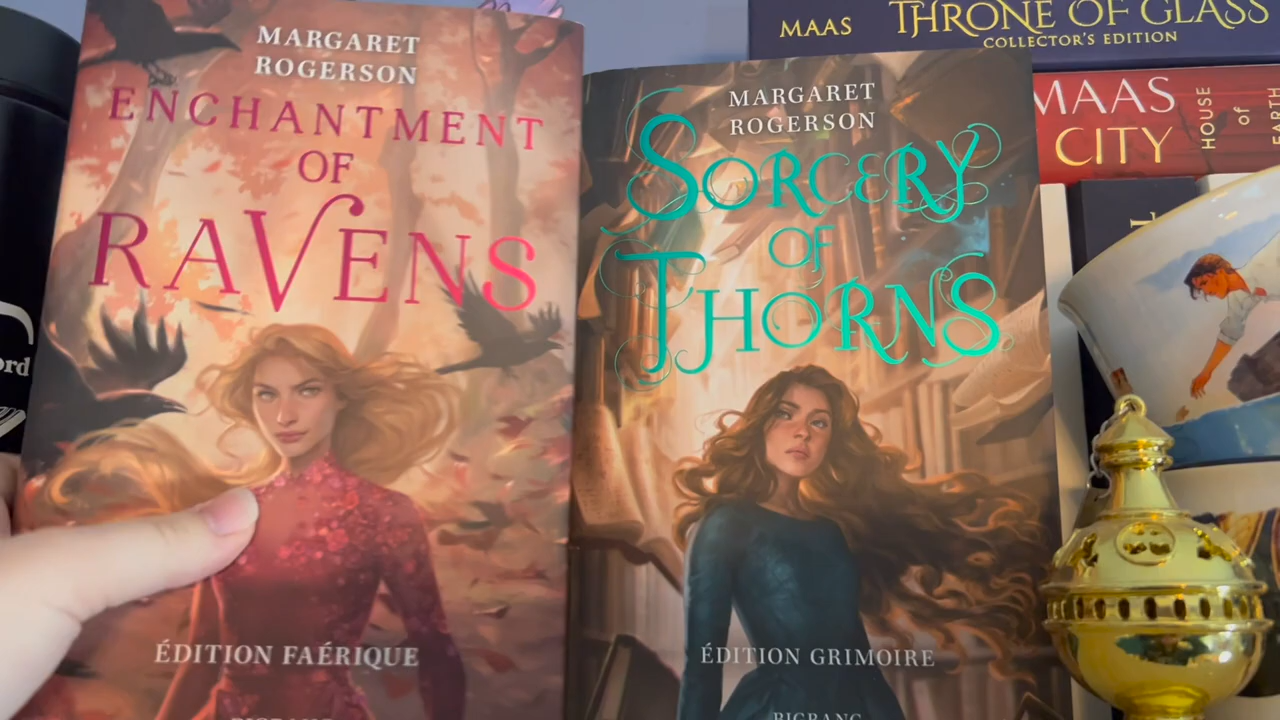 MARGARET
ROGERSON
ENCHANTMENT
OF
RAVENS
ÉDITION FAÉRIQUE
MARGARET
ROGERSON
SORCERY
OF
THORNS
ÉDITION GRIMOIRE
BIGBANG
MAAS
THRONE OF GLASS
COLLECTOR'S EDITION
MAAS
CITY
HOUSE
of
EARTH